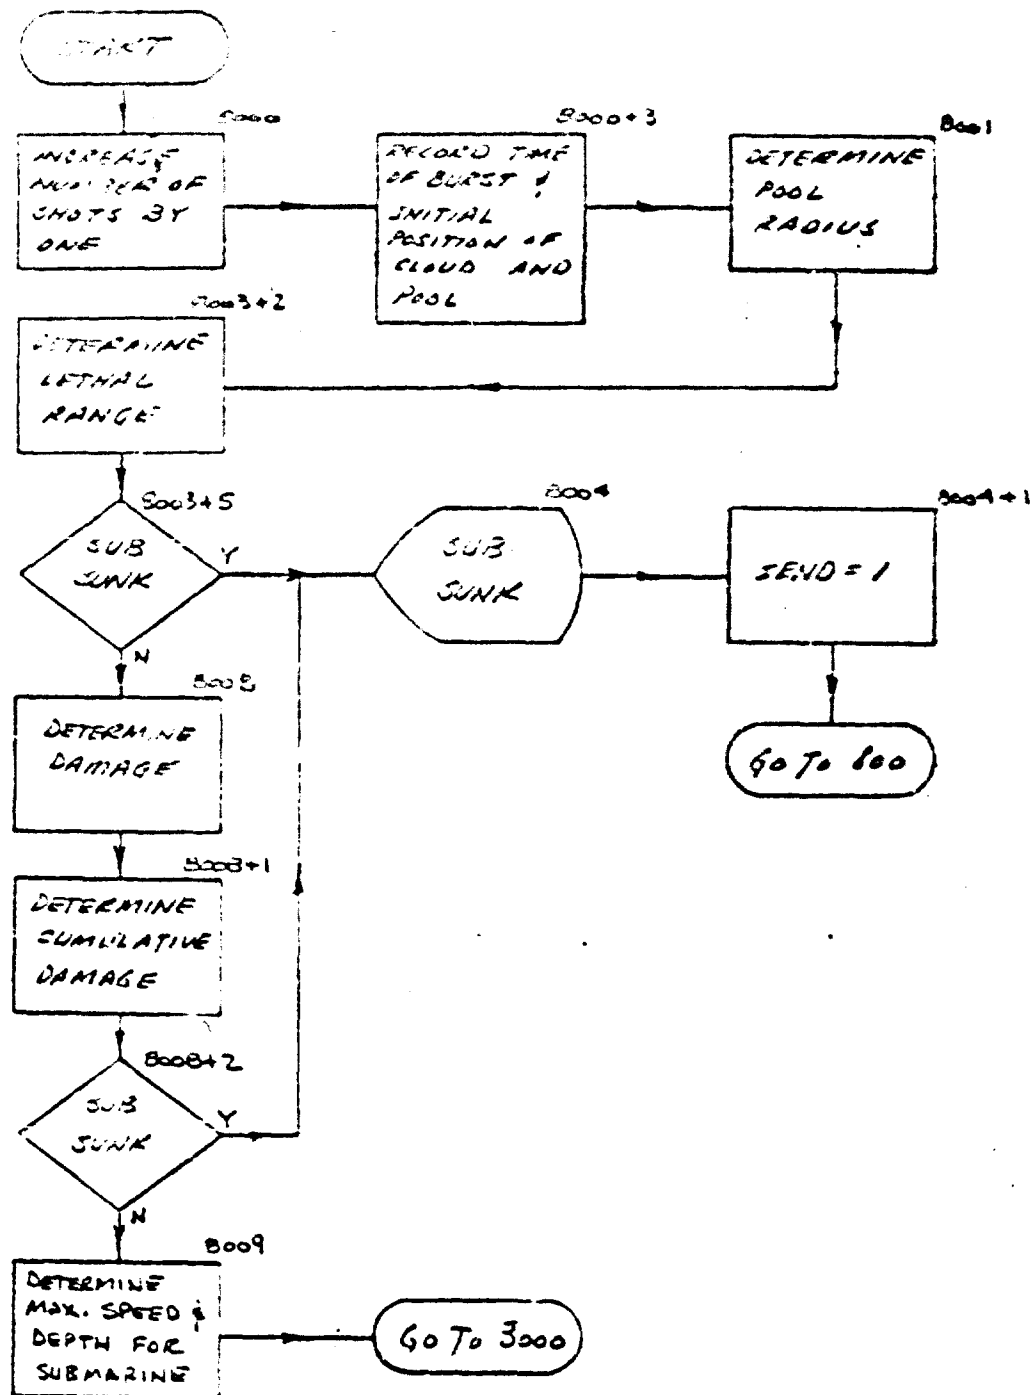 START
8000
INCREASE
NUMBER OF
SHOTS BY
ONE
8000+3
RECORD TIME
OF BURST &
INITIAL
POSITION OF
CLOUD AND
POOL
8001
DETERMINE
POOL
RADIUS
8003+2
DETERMINE
LETHAL
RANGE
8003+5
SUB
SUNK
Y
N
8004
SUB
SUNK
8004+1
IEND = 1
GO TO 800
8008
DETERMINE
DAMAGE
8008+1
DETERMINE
CUMULATIVE
DAMAGE
8008+2
SUB
SUNK
Y
N
8009
DETERMINE
MAX. SPEED &
DEPTH FOR
SUBMARINE
GO TO 3000